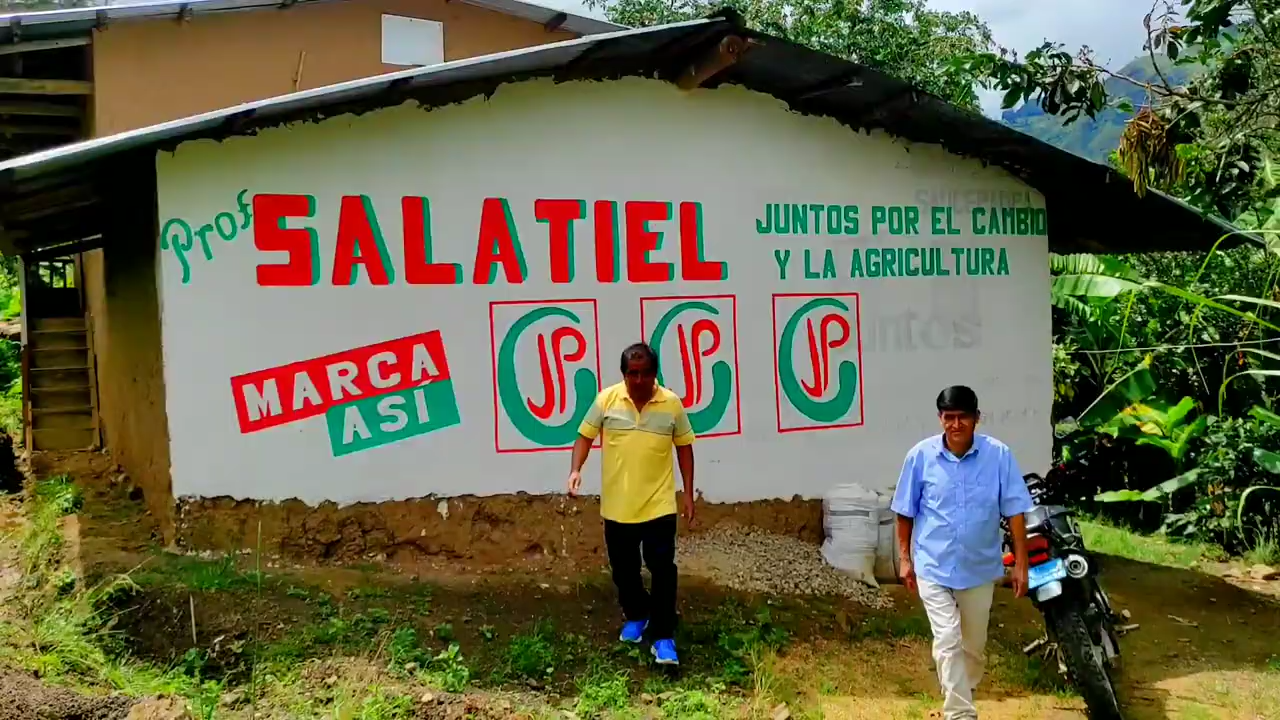 Prof SALATIEL
JUNTOS POR EL CAMBIO
Y LA AGRICULTURA
MARCA
ASÍ
JP
JP
JP